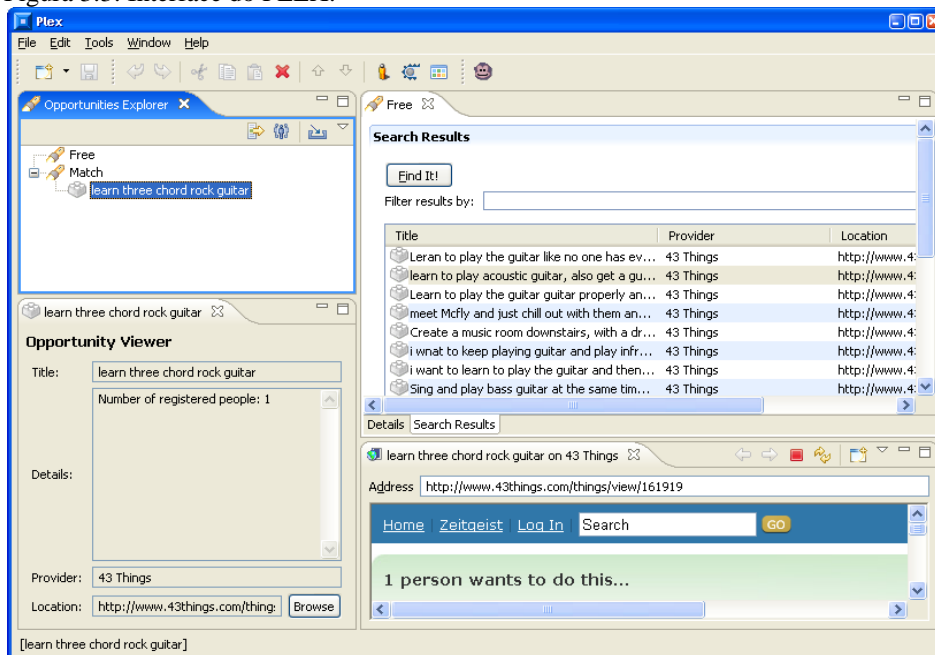 Figura 5.5: Interface do PLEX.
Plex
File Edit Tools Window Help
Opportunities Explorer
Free
Match
learn three chord rock guitar
learn three chord rock guitar
Opportunity Viewer
Title: learn three chord rock guitar
Number of registered people: 1
Details:
Provider: 43 Things
Location: http://www.43things.com/thing: Browse
[learn three chord rock guitar]
Free
Search Results
Find It!
Filter results by:
Title Provider Location
Leran to play the guitar like no one has ev... 43 Things http://www.4
learn to play acoustic guitar, also get a gu... 43 Things http://www.4
Learn to play the guitar guitar properly an... 43 Things http://www.4
meet Mcfly and just chill out with them an... 43 Things http://www.4
Create a music room downstairs, with a dr... 43 Things http://www.4
i wnat to keep playing guitar and play infr... 43 Things http://www.4
i want to learn to play the guitar and then... 43 Things http://www.4
Sing and play bass guitar at the same tim... 43 Things http://www.4
Details Search Results
learn three chord rock guitar on 43 Things
Address http://www.43things.com/things/view/161919
Home Zeitgeist Log In Search GO
1 person wants to do this...